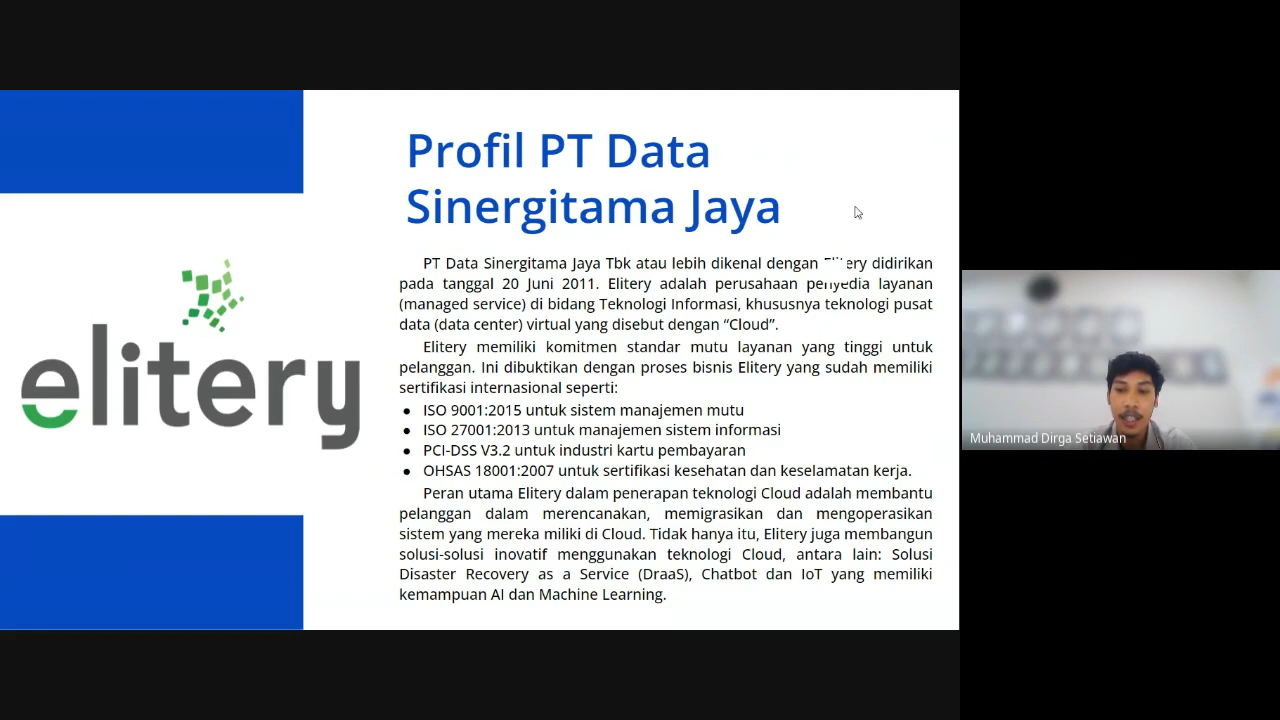 Profil PT Data
Sinergitama Jaya
elitery
PT Data Sinergitama Jaya Tbk atau lebih dikenal dengan Elitery didirikan
pada tanggal 20 Juni 2011. Elitery adalah perusahaan penyedia layanan
(managed service) di bidang Teknologi Informasi, khususnya teknologi pusat
data (data center) virtual yang disebut dengan “Cloud”.
Elitery memiliki komitmen standar mutu layanan yang tinggi untuk
pelanggan. Ini dibuktikan dengan proses bisnis Elitery yang sudah memiliki
sertifikasi internasional seperti:
● ISO 9001:2015 untuk sistem manajemen mutu
● ISO 27001:2013 untuk manajemen sistem informasi
● PCI-DSS V3.2 untuk industri kartu pembayaran
● OHSAS 18001:2007 untuk sertifikasi kesehatan dan keselamatan kerja.
Peran utama Elitery dalam penerapan teknologi Cloud adalah membantu
pelanggan dalam merencanakan, memigrasikan dan mengoperasikan
sistem yang mereka miliki di Cloud. Tidak hanya itu, Elitery juga membangun
solusi-solusi inovatif menggunakan teknologi Cloud, antara lain: Solusi
Disaster Recovery as a Service (DraaS), Chatbot dan IoT yang memiliki
kemampuan AI dan Machine Learning.
Muhammad Dirga Setiawan